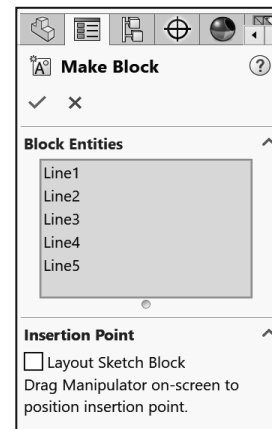 Make Block
?
Block Entities
Line1
Line2
Line3
Line4
Line5
Insertion Point
Layout Sketch Block
Drag Manipulator on-screen to
position insertion point.